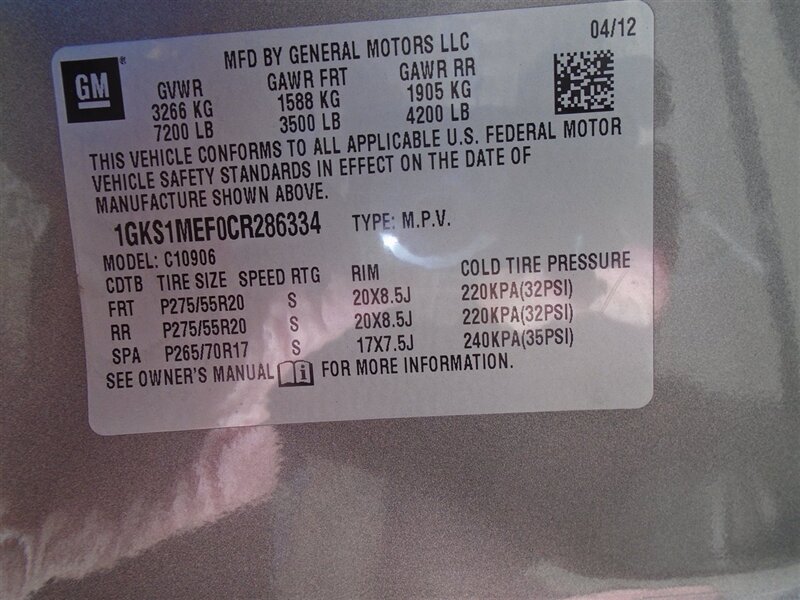 04/12
MFD BY GENERAL MOTORS LLC
GM ®
GVWR GAWR FRT GAWR RR
3266 KG 1588 KG 1905 KG
7200 LB 3500 LB 4200 LB
THIS VEHICLE CONFORMS TO ALL APPLICABLE U.S. FEDERAL MOTOR
VEHICLE SAFETY STANDARDS IN EFFECT ON THE DATE OF
MANUFACTURE SHOWN ABOVE.
1GKS1MEF0CR286334 TYPE: M.P.V.
MODEL: C10906
CDTB TIRE SIZE SPEED RTG RIM COLD TIRE PRESSURE
FRT P275/55R20 S 20X8.5J 220KPA(32PSI)
RR P275/55R20 S 20X8.5J 220KPA(32PSI)
SPA P265/70R17 S 17X7.5J 240KPA(35PSI)
SEE OWNER'S MANUAL i FOR MORE INFORMATION.